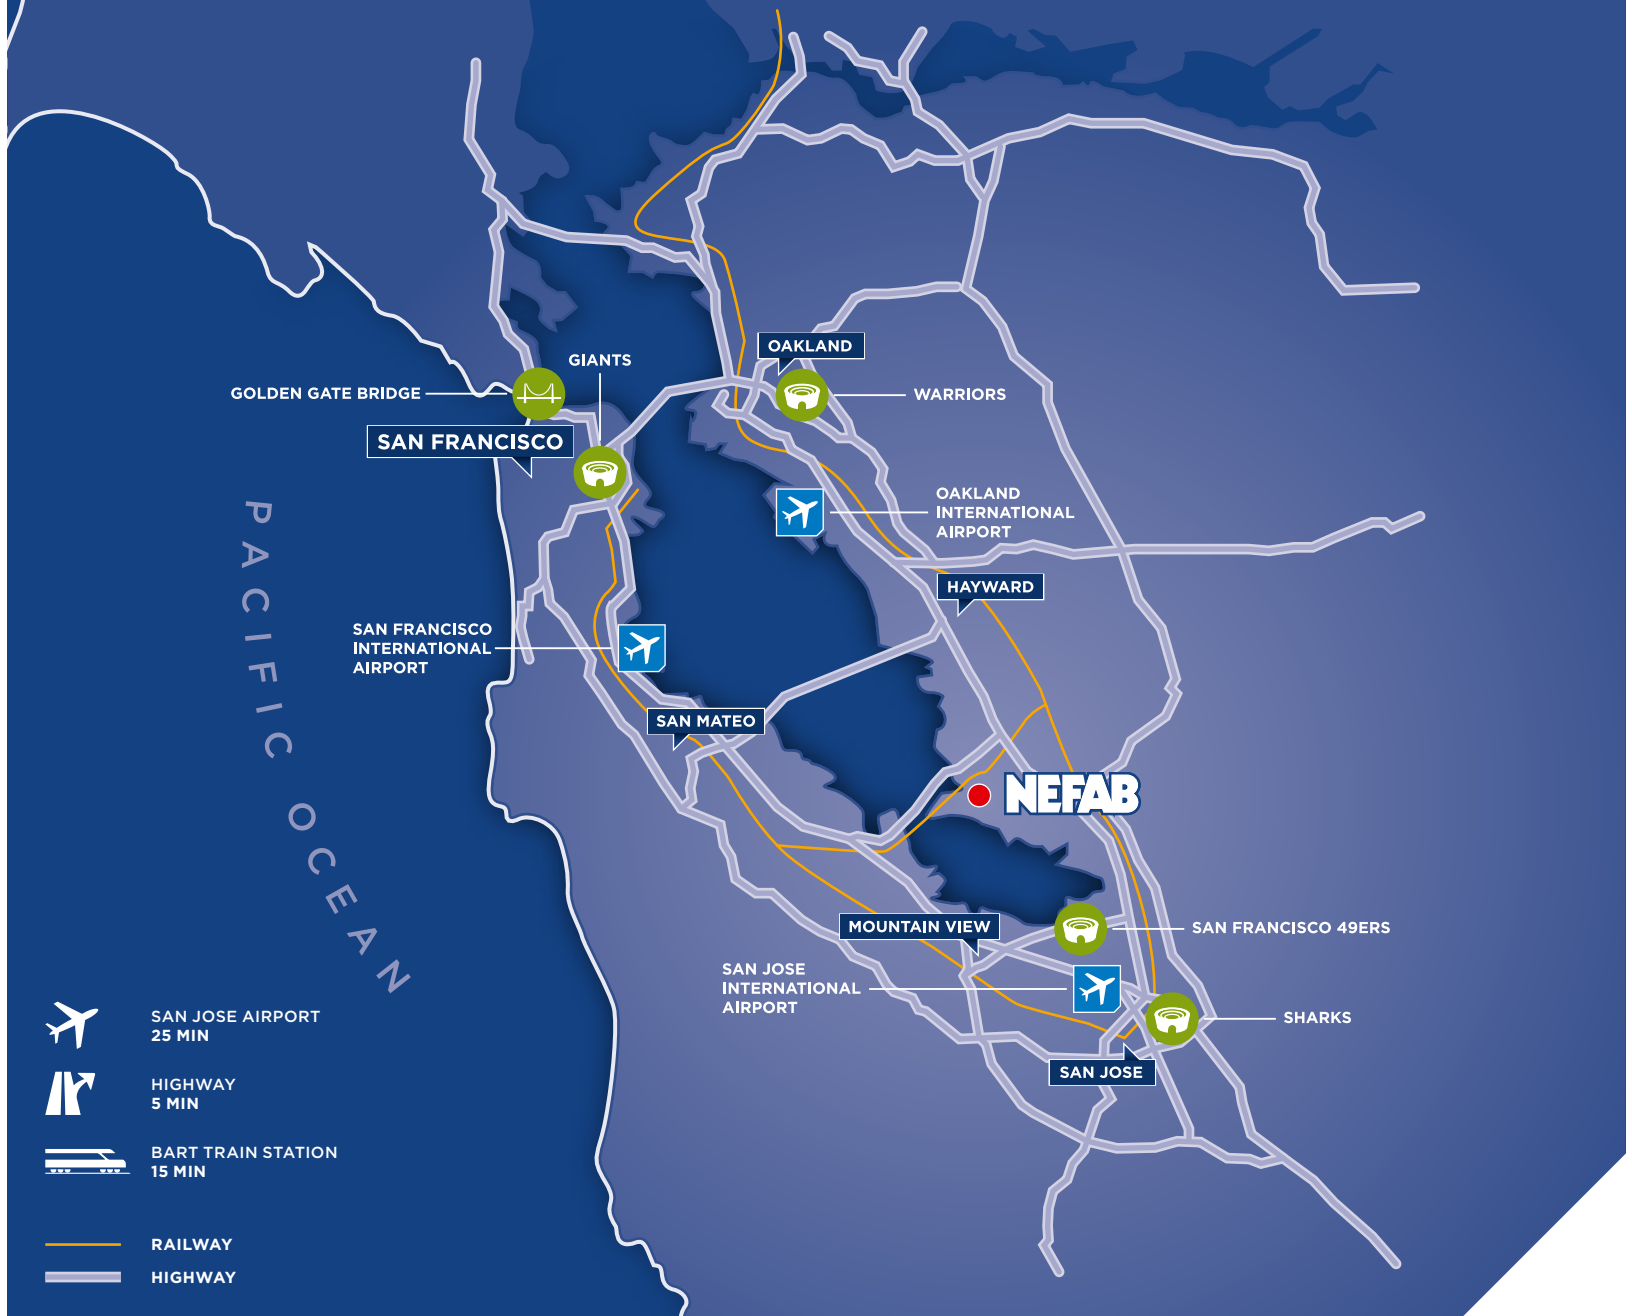 OAKLAND
GIANTS
GOLDEN GATE BRIDGE
WARRIORS
SAN FRANCISCO
OAKLAND
INTERNATIONAL
AIRPORT
PACIFIC OCEAN
HAYWARD
SAN FRANCISCO
INTERNATIONAL
AIRPORT
SAN MATEO
NEFAB
MOUNTAIN VIEW
SAN FRANCISCO 49ERS
SAN JOSE
INTERNATIONAL
AIRPORT
SHARKS
SAN JOSE
SAN JOSE AIRPORT
25 MIN
HIGHWAY
5 MIN
BART TRAIN STATION
15 MIN
RAILWAY
HIGHWAY